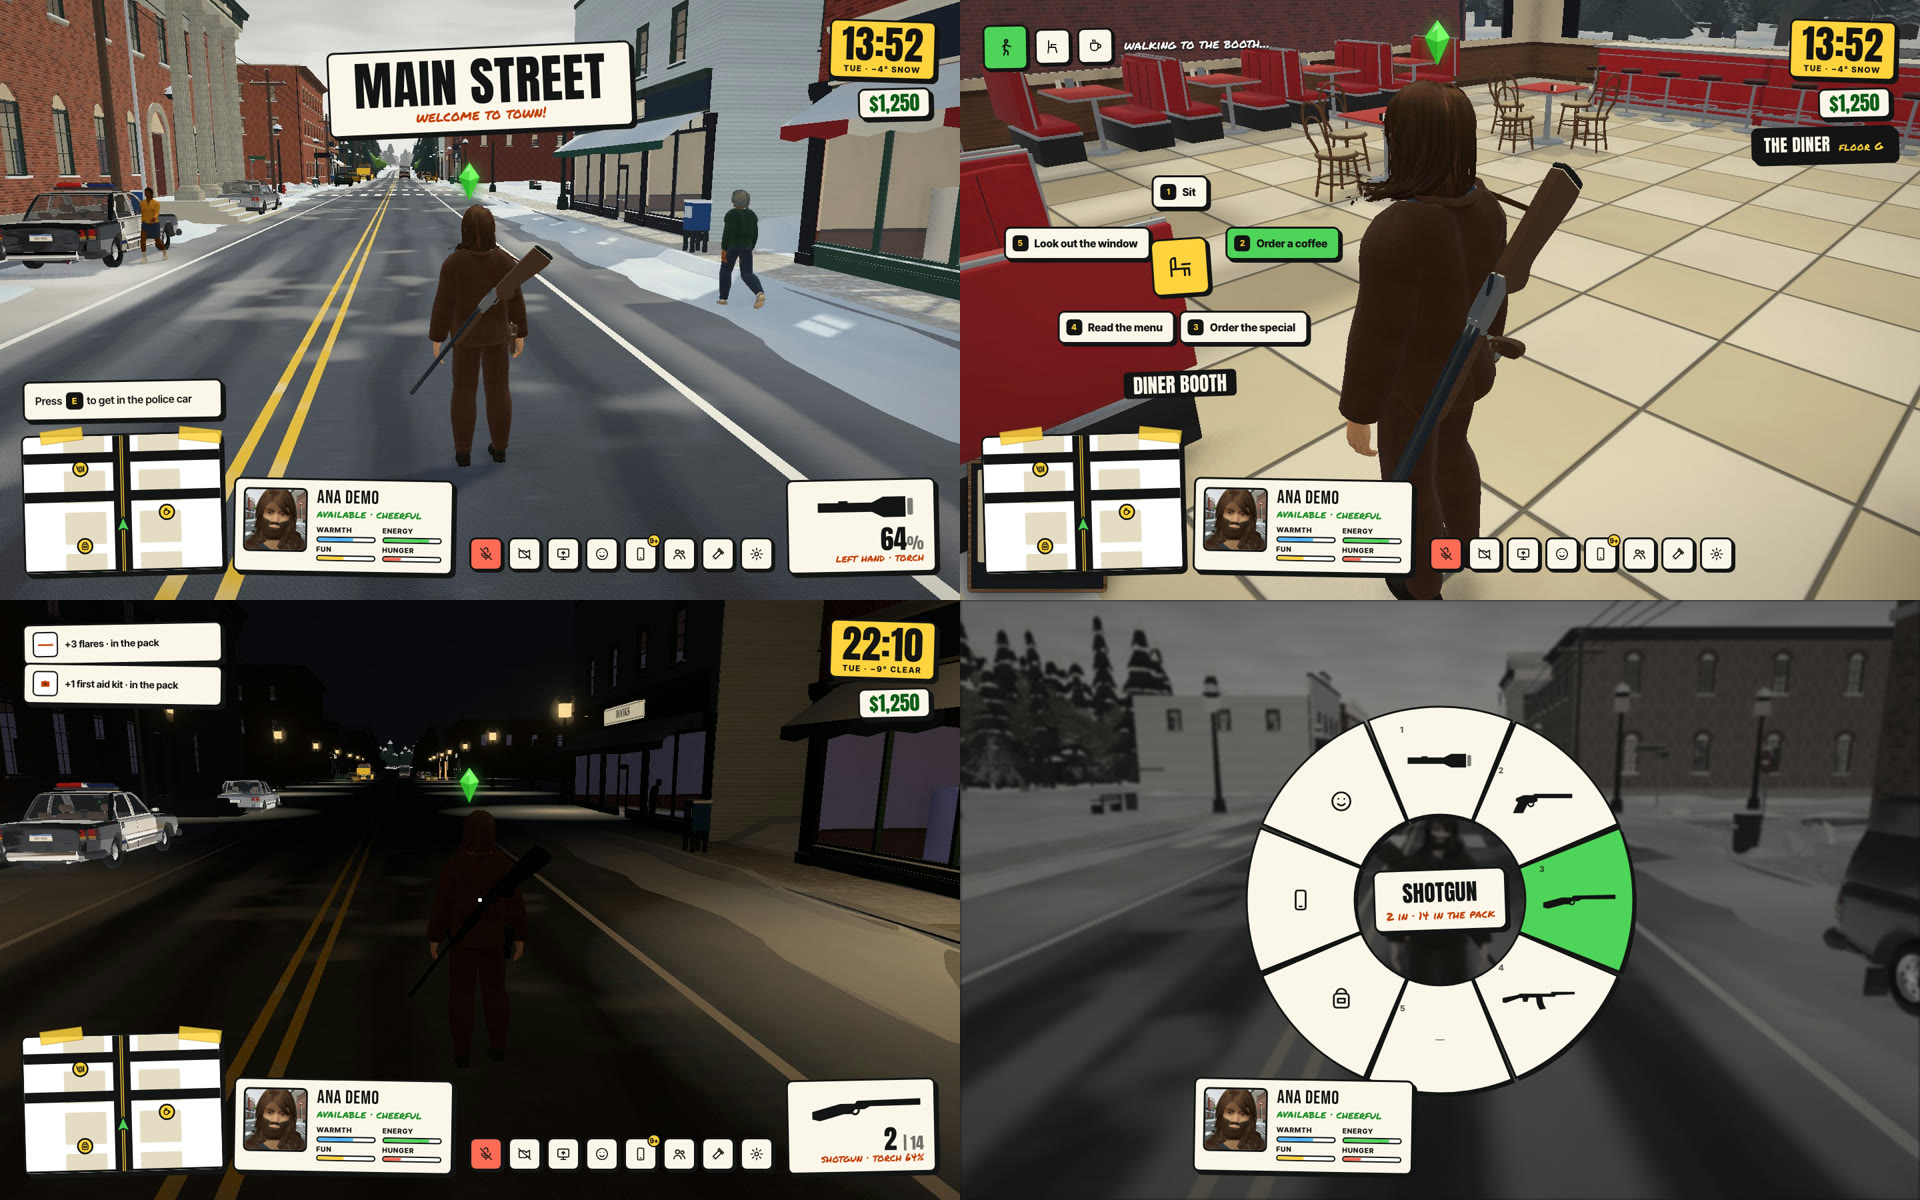 MAIN STREET
WELCOME TO TOWN!
13:52
TUE · -4° SNOW
$1,250
Press E to get in the police car
ANA DEMO
AVAILABLE · CHEERFUL
WARMTH
ENERGY
FUN
HUNGER
9+
64%
LEFT HAND · TORCH
WALKING TO THE BOOTH...
13:52
TUE · -4° SNOW
$1,250
THE DINER FLOOR G
1 Sit
5 Look out the window
2 Order a coffee
4 Read the menu
3 Order the special
DINER BOOTH
ANA DEMO
AVAILABLE · CHEERFUL
WARMTH
ENERGY
FUN
HUNGER
9+
+3 flares · in the pack
+1 first aid kit · in the pack
22:10
TUE · -9° CLEAR
$1,250
BOOKS
ANA DEMO
AVAILABLE · CHEERFUL
WARMTH
ENERGY
FUN
HUNGER
9+
2 | 14
SHOTGUN · TORCH 64%
1
2
3
SHOTGUN
2 IN · 14 IN THE PACK
4
5
ANA DEMO
AVAILABLE · CHEERFUL
WARMTH
ENERGY
FUN
HUNGER